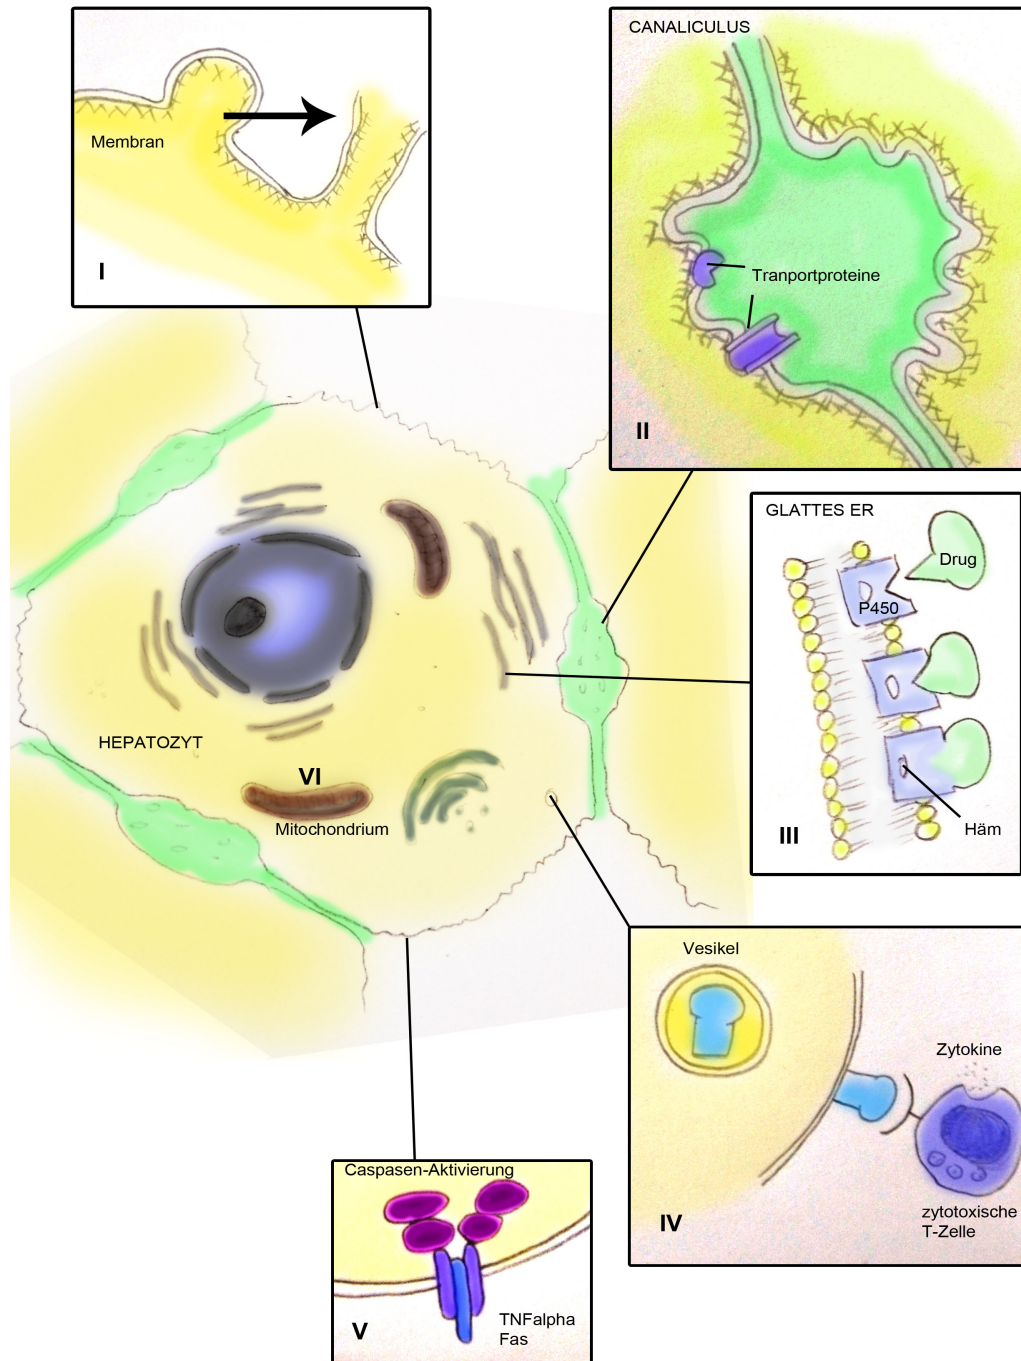 Membran
I
CANALICULUS
Tranportproteine
II
GLATTES ER
Drug
P450
Häm
III
HEPATOZYT
VI
Mitochondrium
Vesikel
Zytokine
zytotoxische
T-Zelle
IV
Caspasen-Aktivierung
TNFalpha
Fas
V